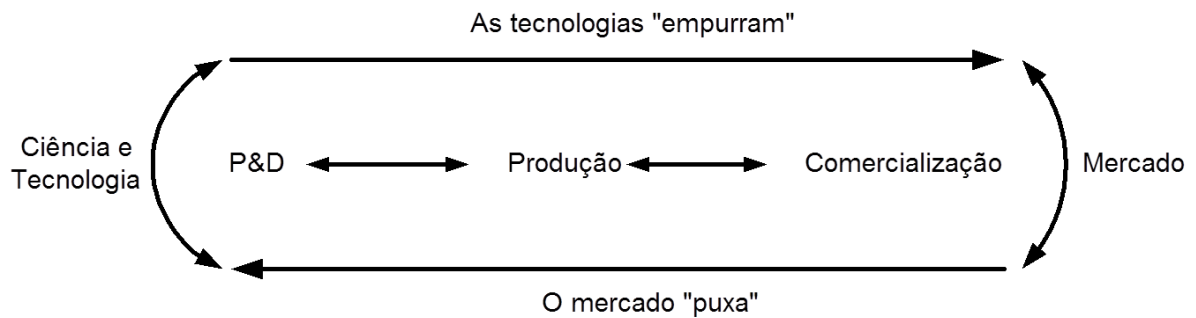 As tecnologias "empurram"
Ciência e
Tecnologia
P&D
Produção
Comercialização
Mercado
O mercado "puxa"